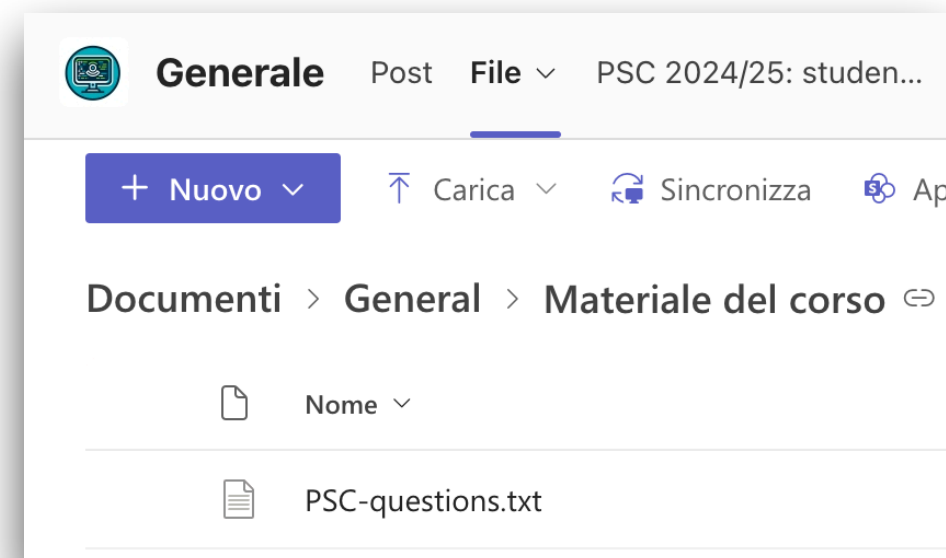 Generale Post File PSC 2024/25: studen...
+ Nuovo Carica Sincronizza Ap
Documenti > General > Materiale del corso
Nome
PSC-questions.txt